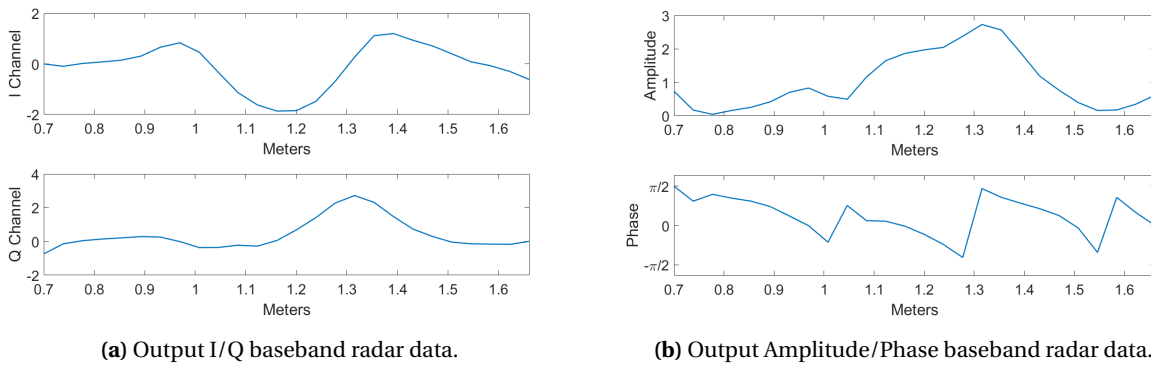 2
0
-2
I Channel
0.7 0.8 0.9 1 1.1 1.2 1.3 1.4 1.5 1.6
Meters
4
2
0
-2
Q Channel
0.7 0.8 0.9 1 1.1 1.2 1.3 1.4 1.5 1.6
Meters
(a) Output I/Q baseband radar data.
3
2
1
0
Amplitude
0.7 0.8 0.9 1 1.1 1.2 1.3 1.4 1.5 1.6
Meters
π/2
0
-π/2
Phase
0.7 0.8 0.9 1 1.1 1.2 1.3 1.4 1.5 1.6
Meters
(b) Output Amplitude/Phase baseband radar data.